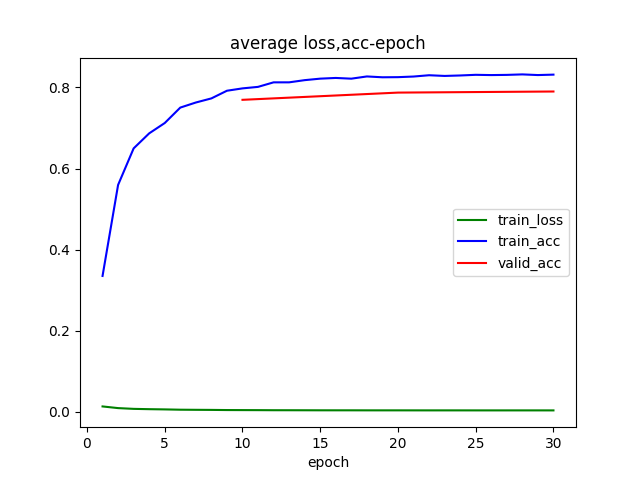 average loss,acc-epoch
0.8
0.6
0.4
0.2
0.0
train_loss
train_acc
valid_acc
0 5 10 15 20 25 30
epoch